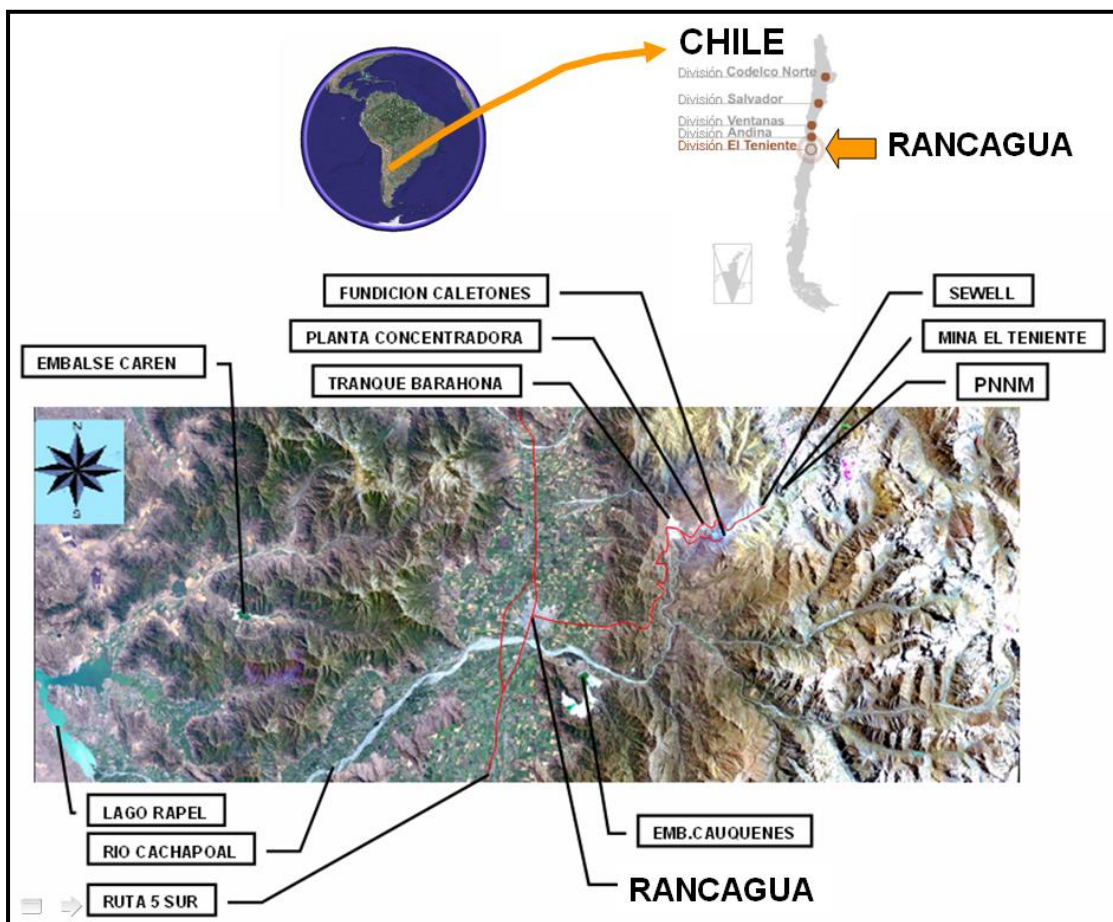 CHILE
División Codelco Norte
División Salvador
División Ventanas
División Andina
División El Teniente
RANCAGUA
FUNDICION CALETONES
SEWELL
PLANTA CONCENTRADORA
MINA EL TENIENTE
EMBALSE CAREN
TRANQUE BARAHONA
PNNM
N
S
LAGO RAPEL
RIO CACHAPOAL
EMB.CAUQUENES
RUTA 5 SUR
RANCAGUA